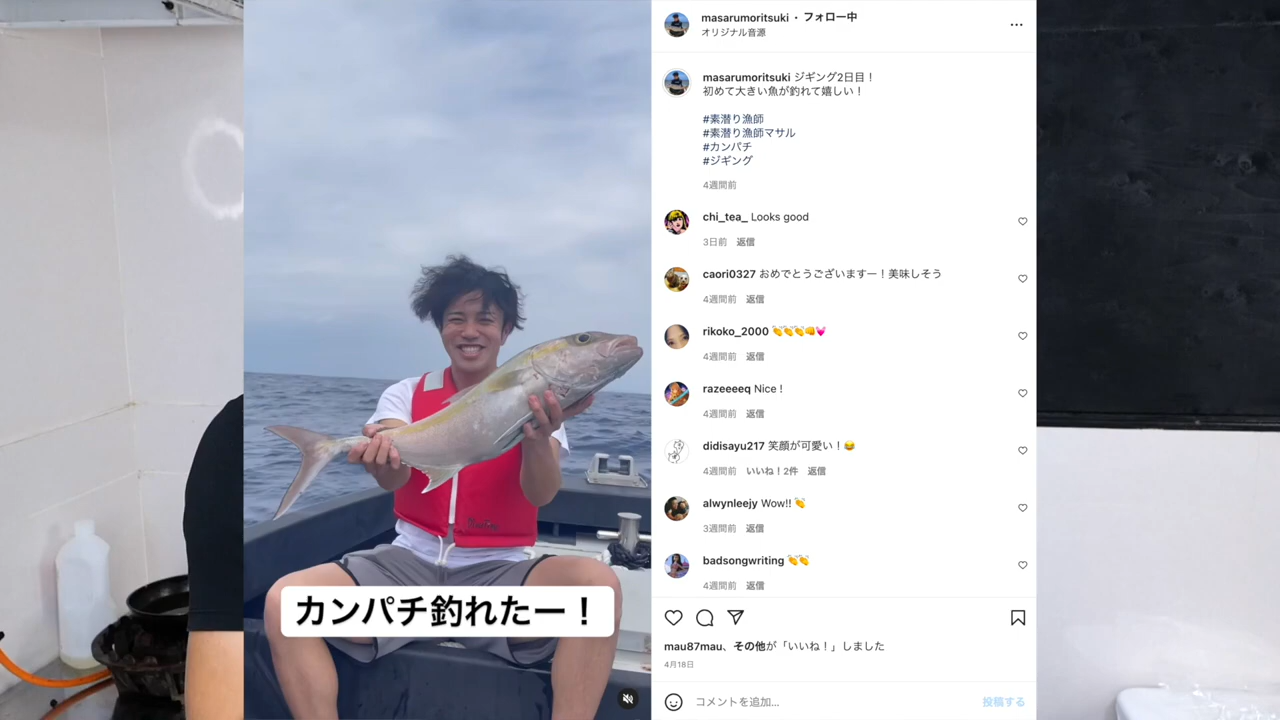 カンパチ釣れたー！
masarumoritsuki • フォロー中
オリジナル音源
masarumoritsuki ジギング2日目！
初めて大きい魚が釣れて嬉しい！
#素潜り漁師
#素潜り漁師マサル
#カンパチ
#ジギング
4週間前
chi_tea_ Looks good
3日前 返信
caori0327 おめでとうございますー！美味しそう
4週間前 返信
rikoko_2000 👏👏👏👊💓
4週間前 返信
razeeeeq Nice !
4週間前 返信
didisayu217 笑顔が可愛い！😂
4週間前 いいね！2件 返信
alwynleejy Wow!! 👏
3週間前 返信
badsongwriting 👏👏
4週間前 返信
mau87mau、その他が「いいね！」しました
4月18日
コメントを追加... 投稿する